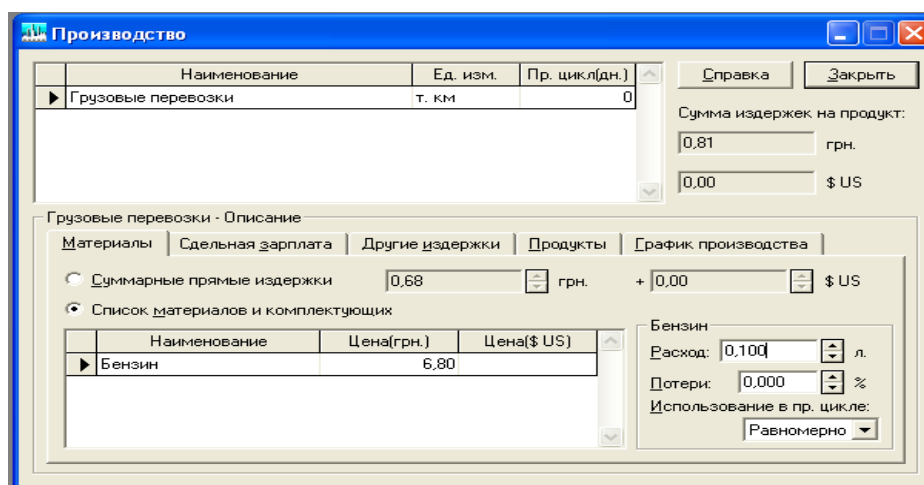 Производство
Наименование Ед. изм. Пр. цикл(дн.)
Грузовые перевозки т. км 0
Справка Закрыть
Сумма издержек на продукт:
0,81 грн.
0,00 $ US
Грузовые перевозки - Описание
Материалы Сдельная зарплата Другие издержки Продукты График производства
Суммарные прямые издержки 0,68 грн. + 0,00 $ US
Список материалов и комплектующих
Наименование Цена(грн.) Цена($ US)
Бензин 6,80
Бензин
Расход: 0,100 л.
Потери: 0,000 %
Использование в пр. цикле:
Равномерно